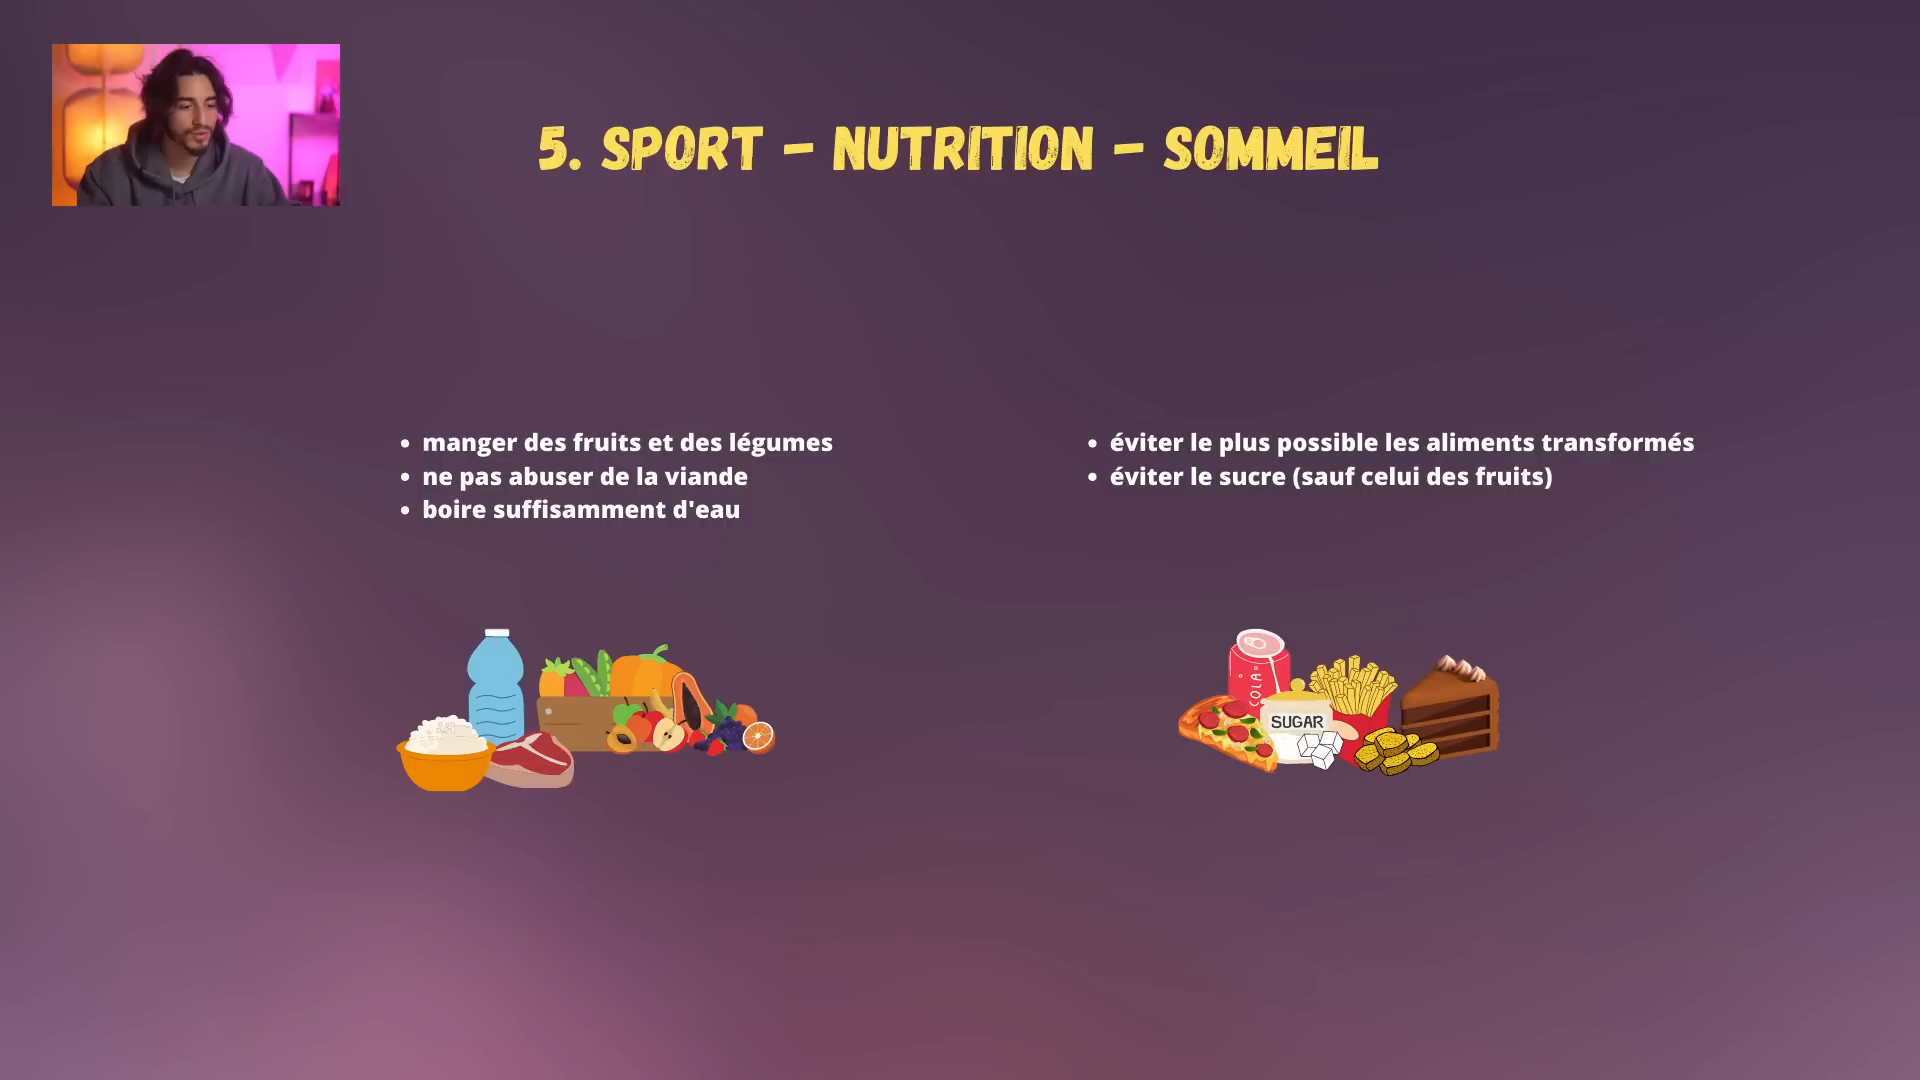 5. SPORT - NUTRITION - SOMMEIL
• manger des fruits et des légumes
• ne pas abuser de la viande
• boire suffisamment d'eau
• éviter le plus possible les aliments transformés
• éviter le sucre (sauf celui des fruits)
COLA
SUGAR